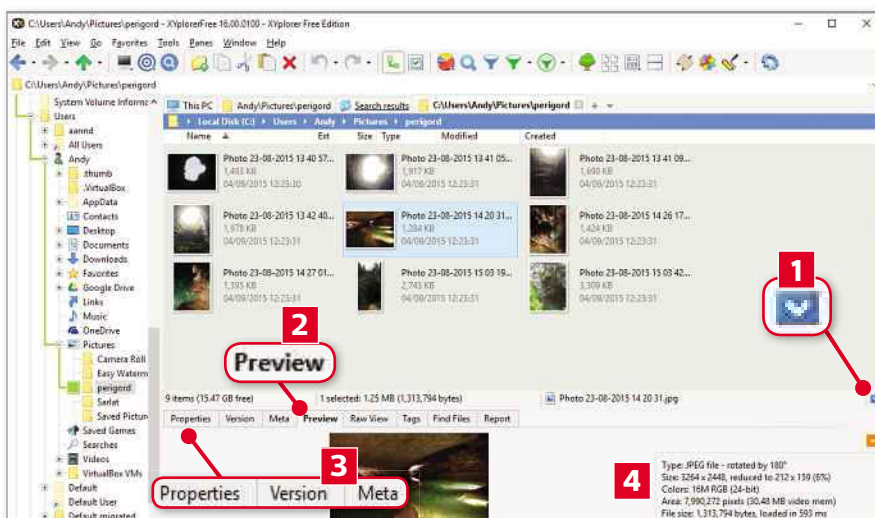 C:\Users\Andy\Pictures\perigord - XYplorerFree 16.00.0100 - XYplorer Free Edition
File Edit View Go Favorites Tools Panes Window Help
C:\Users\Andy\Pictures\perigord
System Volume Informa
Users
aannd
All Users
Andy
.thumb
.VirtualBox
AppData
Contacts
Desktop
Documents
Downloads
Favorites
Google Drive
Links
Music
OneDrive
Pictures
Camera Roll
Easy Waterm
perigord
Sarlat
Saved Pictur
Saved Games
Searches
Videos
VirtualBox VMs
Default
Default User
Default migrated
This PC Andy\Pictures\perigord Search results C:\Users\Andy\Pictures\perigord
Local Disk (C:) Users Andy Pictures perigord
Name Ext Size Type Modified Created
Photo 23-08-2015 13 40 57...
1,493 KB
04/09/2015 12:23:30
Photo 23-08-2015 13 41 05...
1,917 KB
04/09/2015 12:23:31
Photo 23-08-2015 13 41 09...
1,690 KB
04/09/2015 12:23:31
Photo 23-08-2015 13 42 40...
1,978 KB
04/09/2015 12:23:31
Photo 23-08-2015 14 20 31...
1,284 KB
04/09/2015 12:23:31
Photo 23-08-2015 14 26 17...
1,424 KB
04/09/2015 12:23:31
Photo 23-08-2015 14 27 01...
1,395 KB
04/09/2015 12:23:31
Photo 23-08-2015 15 03 19...
2,743 KB
04/09/2015 12:23:31
Photo 23-08-2015 15 03 42...
3,309 KB
04/09/2015 12:23:31
1
2
Preview
9 items (15.47 GB free) 1 selected: 1.25 MB (1,313,794 bytes) Photo 23-08-2015 14 20 31.jpg
Properties Version Meta Preview Raw View Tags Find Files Report
3
Properties Version Meta
4
Type: JPEG file - rotated by 180°
Size: 3264 x 2448, reduced to 212 x 159 (6%)
Colors: 16M RGB (24-bit)
Area: 7,990,272 pixels (30.48 MB video mem)
File size: 1,313,794 bytes, loaded in 593 ms